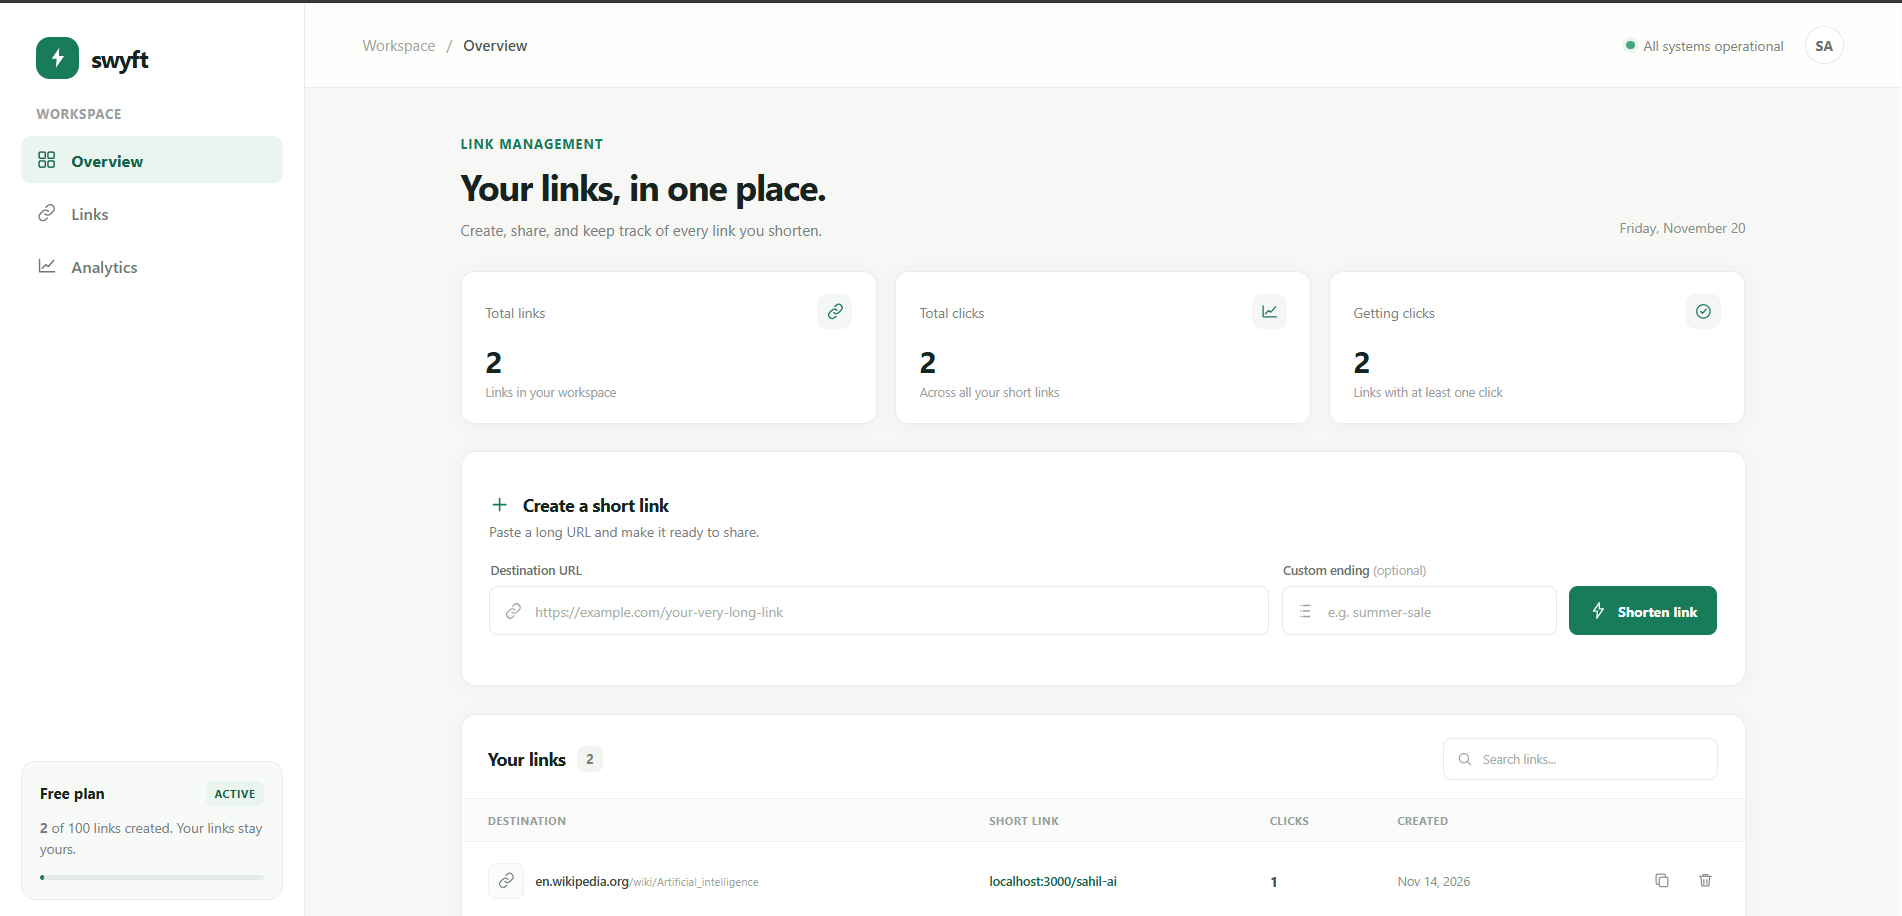 swyft
WORKSPACE
Overview
Links
Analytics
Free plan
ACTIVE
2 of 100 links created. Your links stay
yours.
Workspace / Overview
All systems operational
SA
LINK MANAGEMENT
Your links, in one place.
Create, share, and keep track of every link you shorten.
Friday, November 20
Total links
2
Links in your workspace
Total clicks
2
Across all your short links
Getting clicks
2
Links with at least one click
Create a short link
Paste a long URL and make it ready to share.
Destination URL
https://example.com/your-very-long-link
Custom ending (optional)
e.g. summer-sale
Shorten link
Your links 2
Search links...
DESTINATION SHORT LINK CLICKS CREATED
en.wikipedia.org/wiki/Artificial_intelligence localhost:3000/sahil-ai 1 Nov 14, 2026